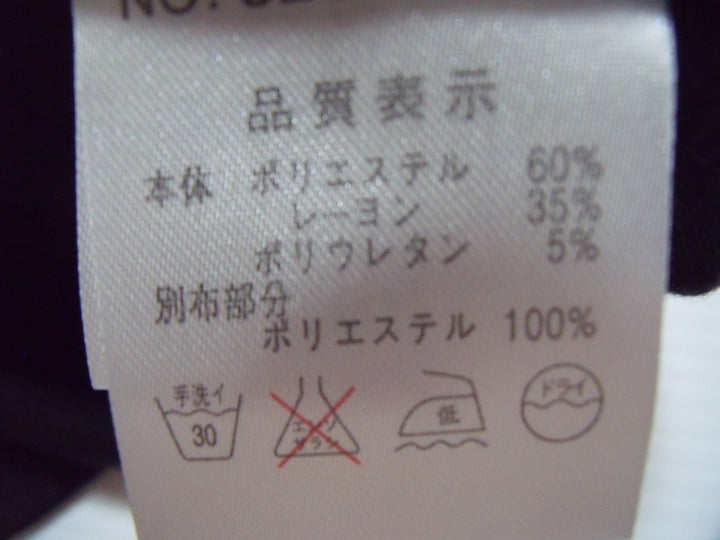 品質表示
本体 ポリエステル 60%
レーヨン 35%
ポリウレタン 5%
別布部分
ポリエステル 100%
手洗イ
30
エンソ
サラシ
低
ドライ